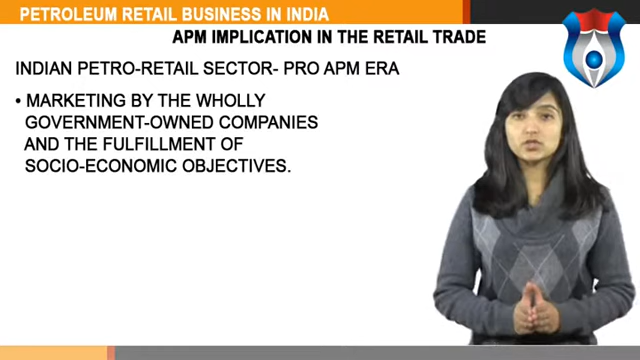 PETROLEUM RETAIL BUSINESS IN INDIA
APM IMPLICATION IN THE RETAIL TRADE
INDIAN PETRO-RETAIL SECTOR- PRO APM ERA
• MARKETING BY THE WHOLLY
GOVERNMENT-OWNED COMPANIES
AND THE FULFILLMENT OF
SOCIO-ECONOMIC OBJECTIVES.